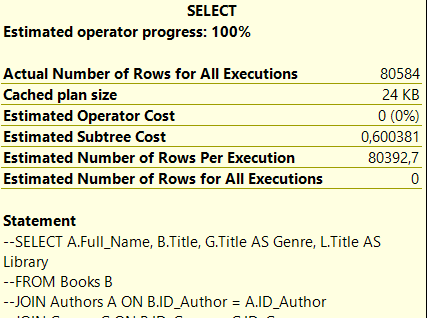 SELECT
Estimated operator progress: 100%
Actual Number of Rows for All Executions 80584
Cached plan size 24 KB
Estimated Operator Cost 0 (0%)
Estimated Subtree Cost 0,600381
Estimated Number of Rows Per Execution 80392,7
Estimated Number of Rows for All Executions 0
Statement
--SELECT A.Full_Name, B.Title, G.Title AS Genre, L.Title AS
Library
--FROM Books B
--JOIN Authors A ON B.ID_Author = A.ID_Author